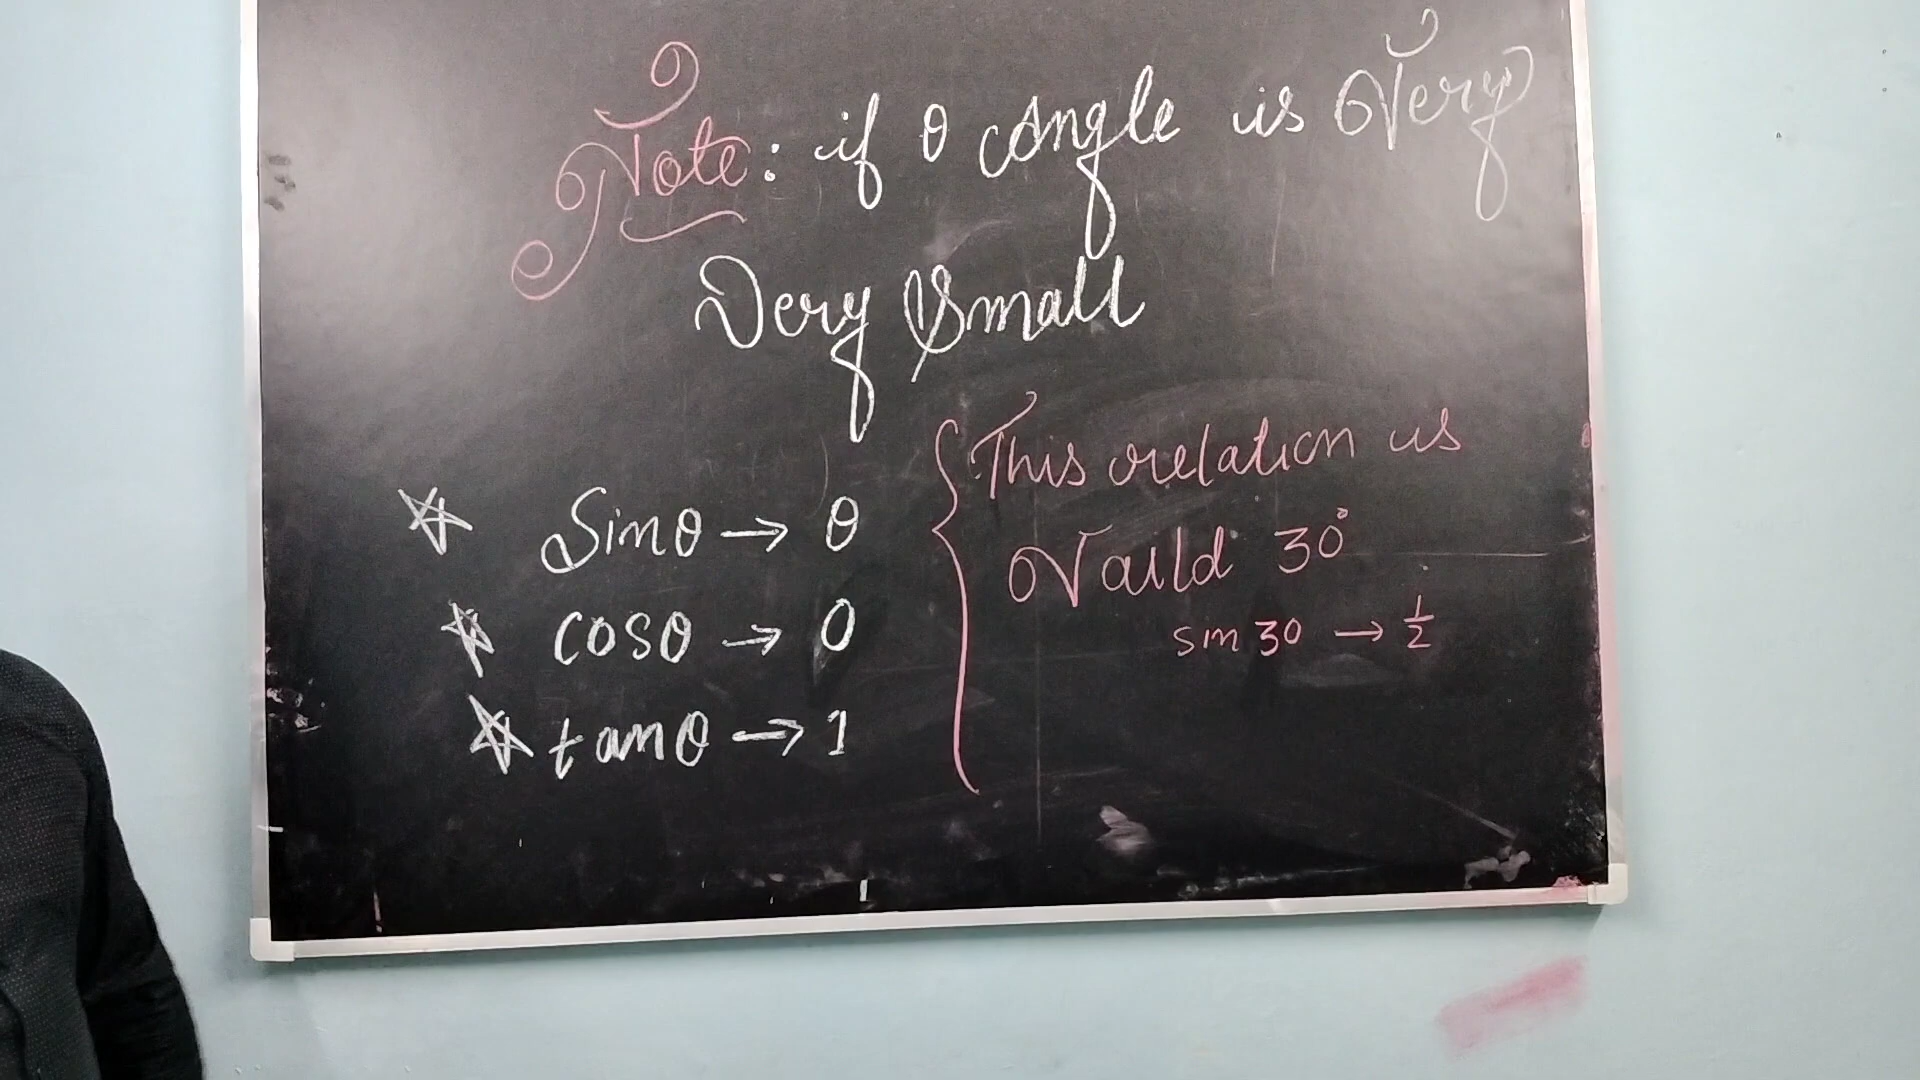 Note: if θ Angle is Very
Very Small
Sinθ → θ
cosθ → 0
tanθ → 1
This relation is
Vaild 30°
sin 30 → 1/2